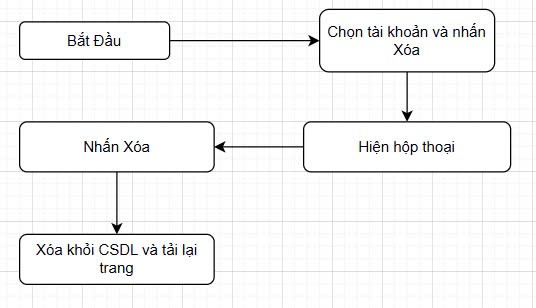 Bắt Đầu
Chọn tài khoản và nhấn
Xóa
Hiện hộp thoại
Nhấn Xóa
Xóa khỏi CSDL và tải lại
trang